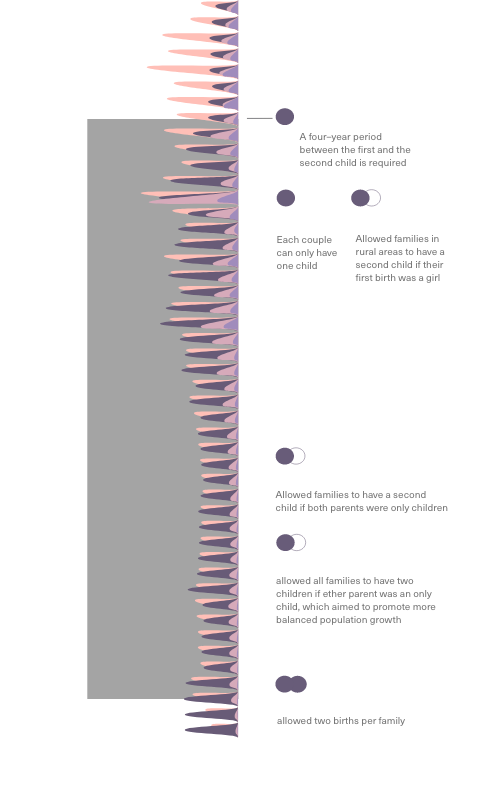 A four-year period
between the first and the
second child is required
Each couple
can only have
one child
Allowed families in
rural areas to have a
second child if their
first birth was a girl
Allowed families to have a second
child if both parents were only children
allowed all families to have two
children if ether parent was an only
child, which aimed to promote more
balanced population growth
allowed two births per family